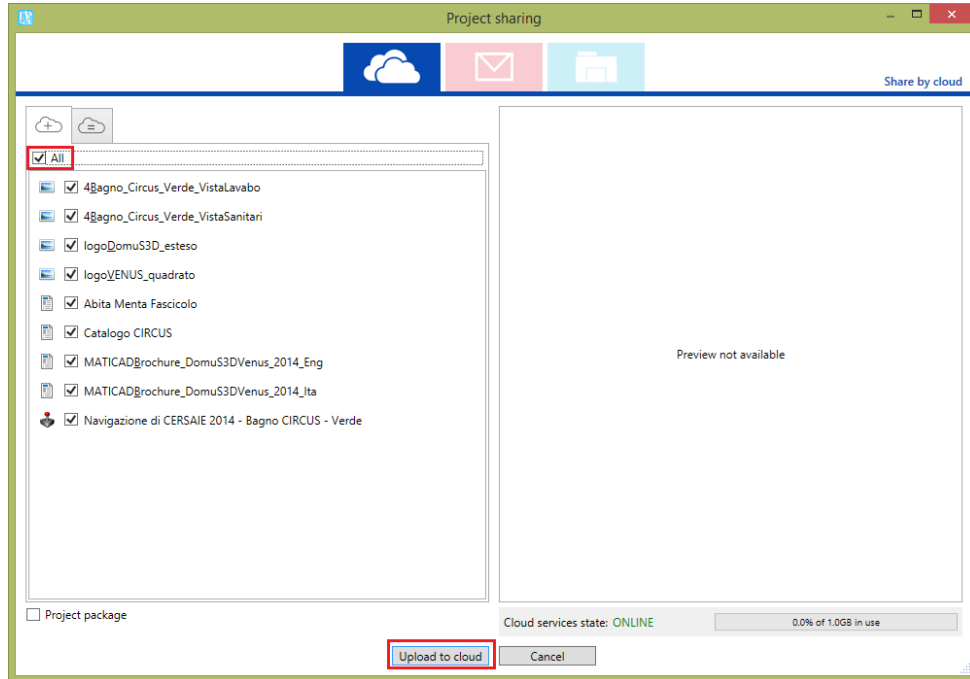 Project sharing
Share by cloud
All
4Bagno_Circus_Verde_VistaLavabo
4Bagno_Circus_Verde_VistaSanitari
logoDomuS3D_esteso
logoVENUS_quadrato
Abita Menta Fascicolo
Catalogo CIRCUS
MATICADBrochure_DomuS3DVenus_2014_Eng
MATICADBrochure_DomuS3DVenus_2014_Ita
Navigazione di CERSAIE 2014 - Bagno CIRCUS - Verde
Preview not available
Project package
Cloud services state: ONLINE
0.0% of 1.0GB in use
Upload to cloud
Cancel